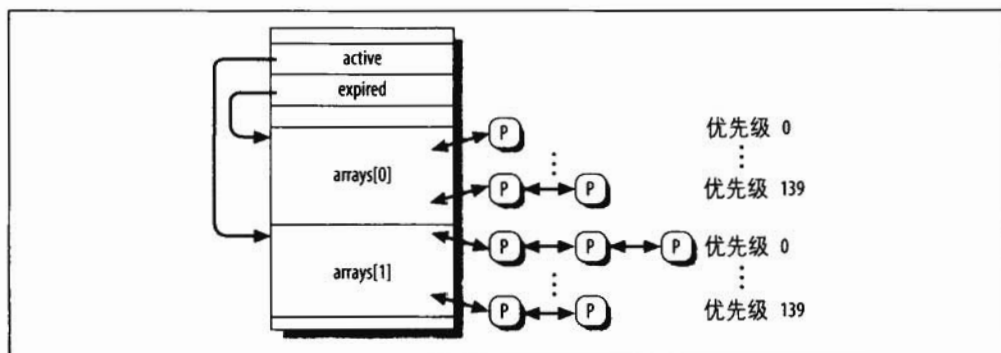 active
expired
P
优先级 0
arrays[0]
P P
优先级 139
P P P
优先级 0
arrays[1]
P P
优先级 139